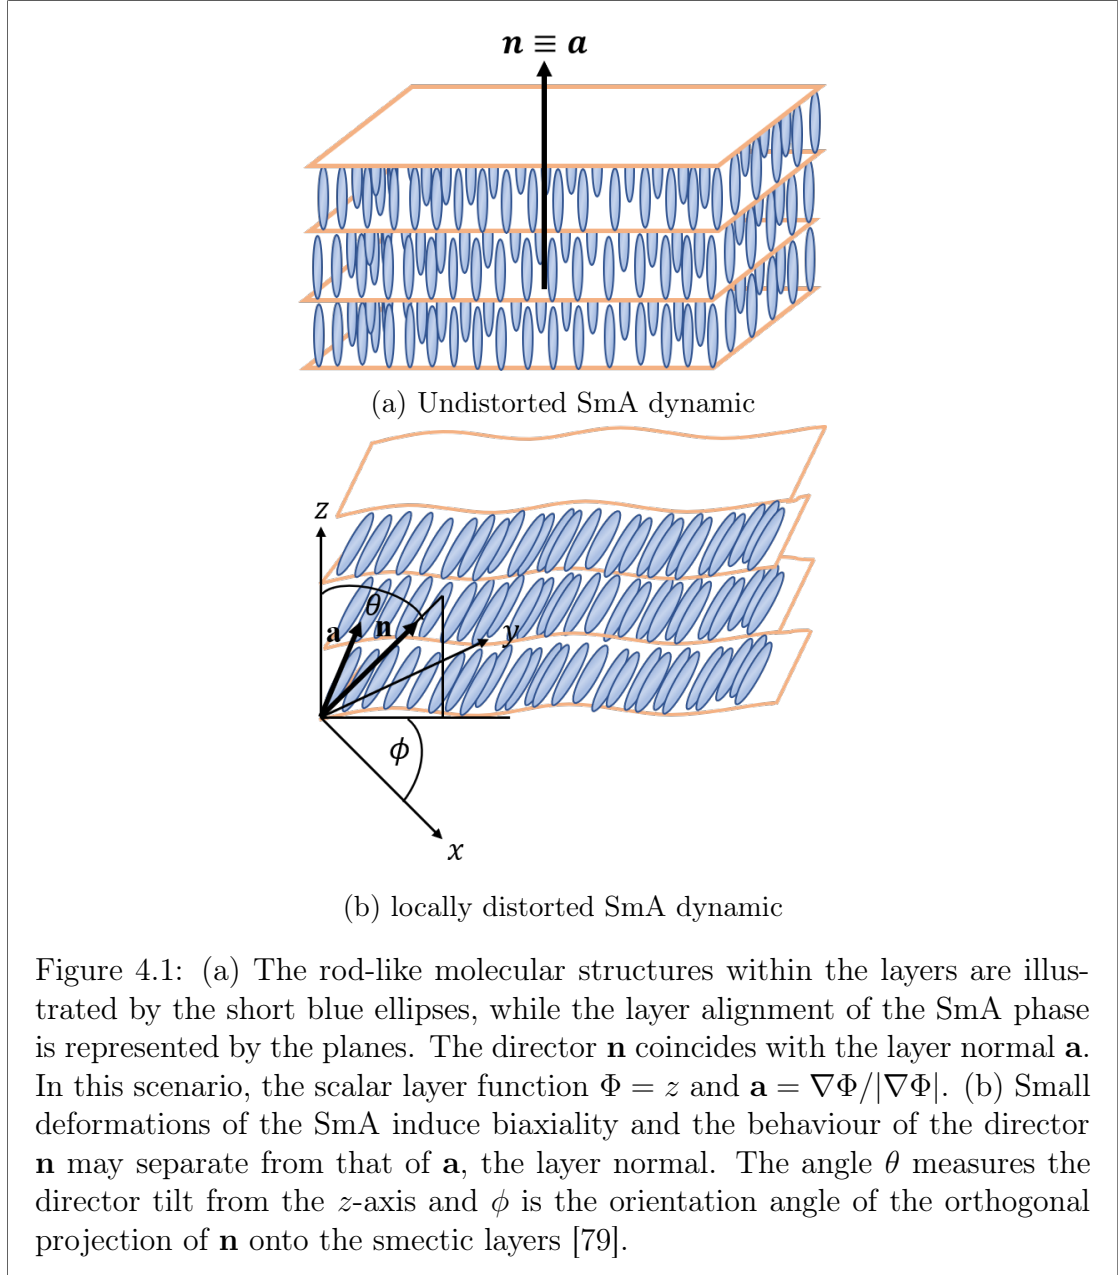 n ≡ a
(a) Undistorted SmA dynamic
z
θ
a n
y
ϕ
x
(b) locally distorted SmA dynamic
Figure 4.1: (a) The rod-like molecular structures within the layers are illus-
trated by the short blue ellipses, while the layer alignment of the SmA phase
is represented by the planes. The director n coincides with the layer normal a.
In this scenario, the scalar layer function Φ = z and a = ∇Φ/|∇Φ|. (b) Small
deformations of the SmA induce biaxiality and the behaviour of the director
n may separate from that of a, the layer normal. The angle θ measures the
director tilt from the z-axis and ϕ is the orientation angle of the orthogonal
projection of n onto the smectic layers [79].